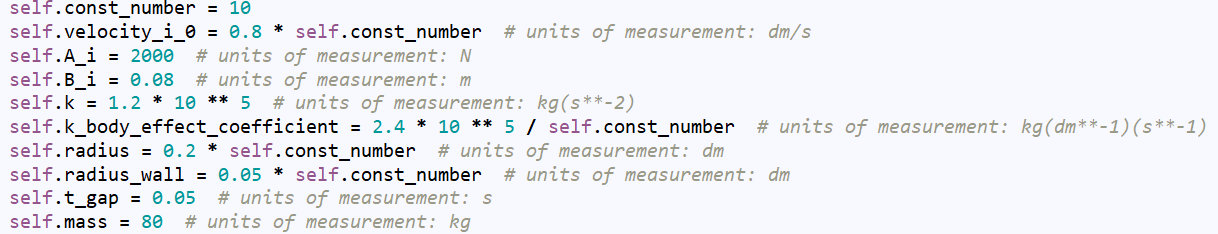 self.const_number = 10
self.velocity_i_0 = 0.8 * self.const_number  # units of measurement: dm/s
self.A_i = 2000  # units of measurement: N
self.B_i = 0.08  # units of measurement: m
self.k = 1.2 * 10 ** 5  # units of measurement: kg(s**-2)
self.k_body_effect_coefficient = 2.4 * 10 ** 5 / self.const_number  # units of measurement: kg(dm**-1)(s**-1)
self.radius = 0.2 * self.const_number  # units of measurement: dm
self.radius_wall = 0.05 * self.const_number  # units of measurement: dm
self.t_gap = 0.05  # units of measurement: s
self.mass = 80  # units of measurement: kg